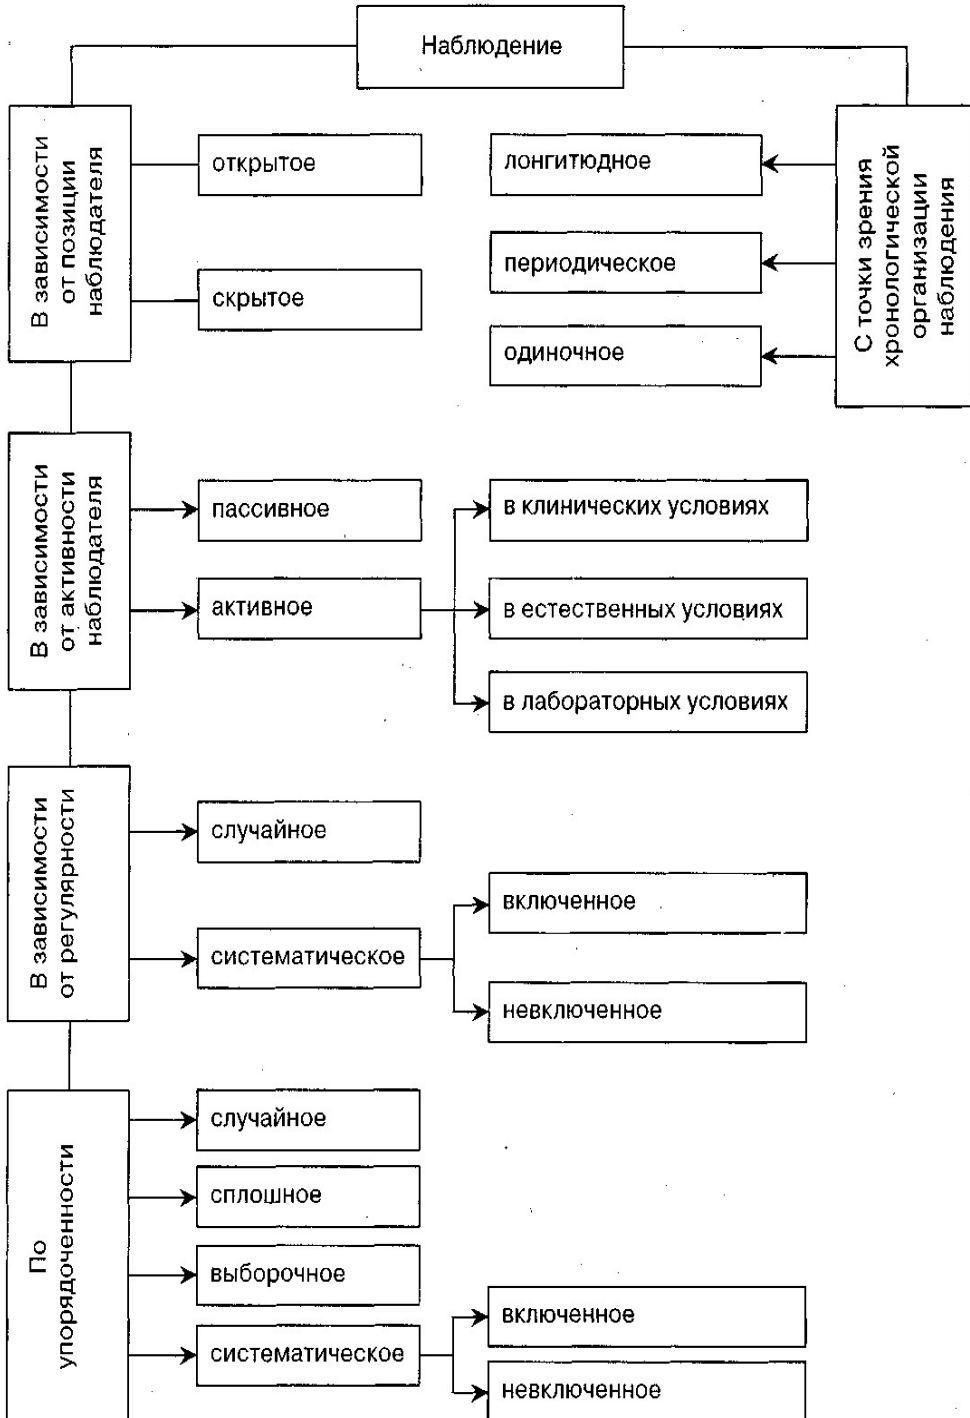 Наблюдение
В зависимости
от позиции
наблюдателя
открытое
скрытое
лонгитюдное
периодическое
одиночное
С точки зрения
хронологической
организации
наблюдения
В зависимости
от активности
наблюдателя
пассивное
активное
в клинических условиях
в естественных условиях
в лабораторных условиях
В зависимости
от регулярности
случайное
систематическое
включенное
невключенное
По
упорядоченности
случайное
сплошное
выборочное
систематическое
включенное
невключенное